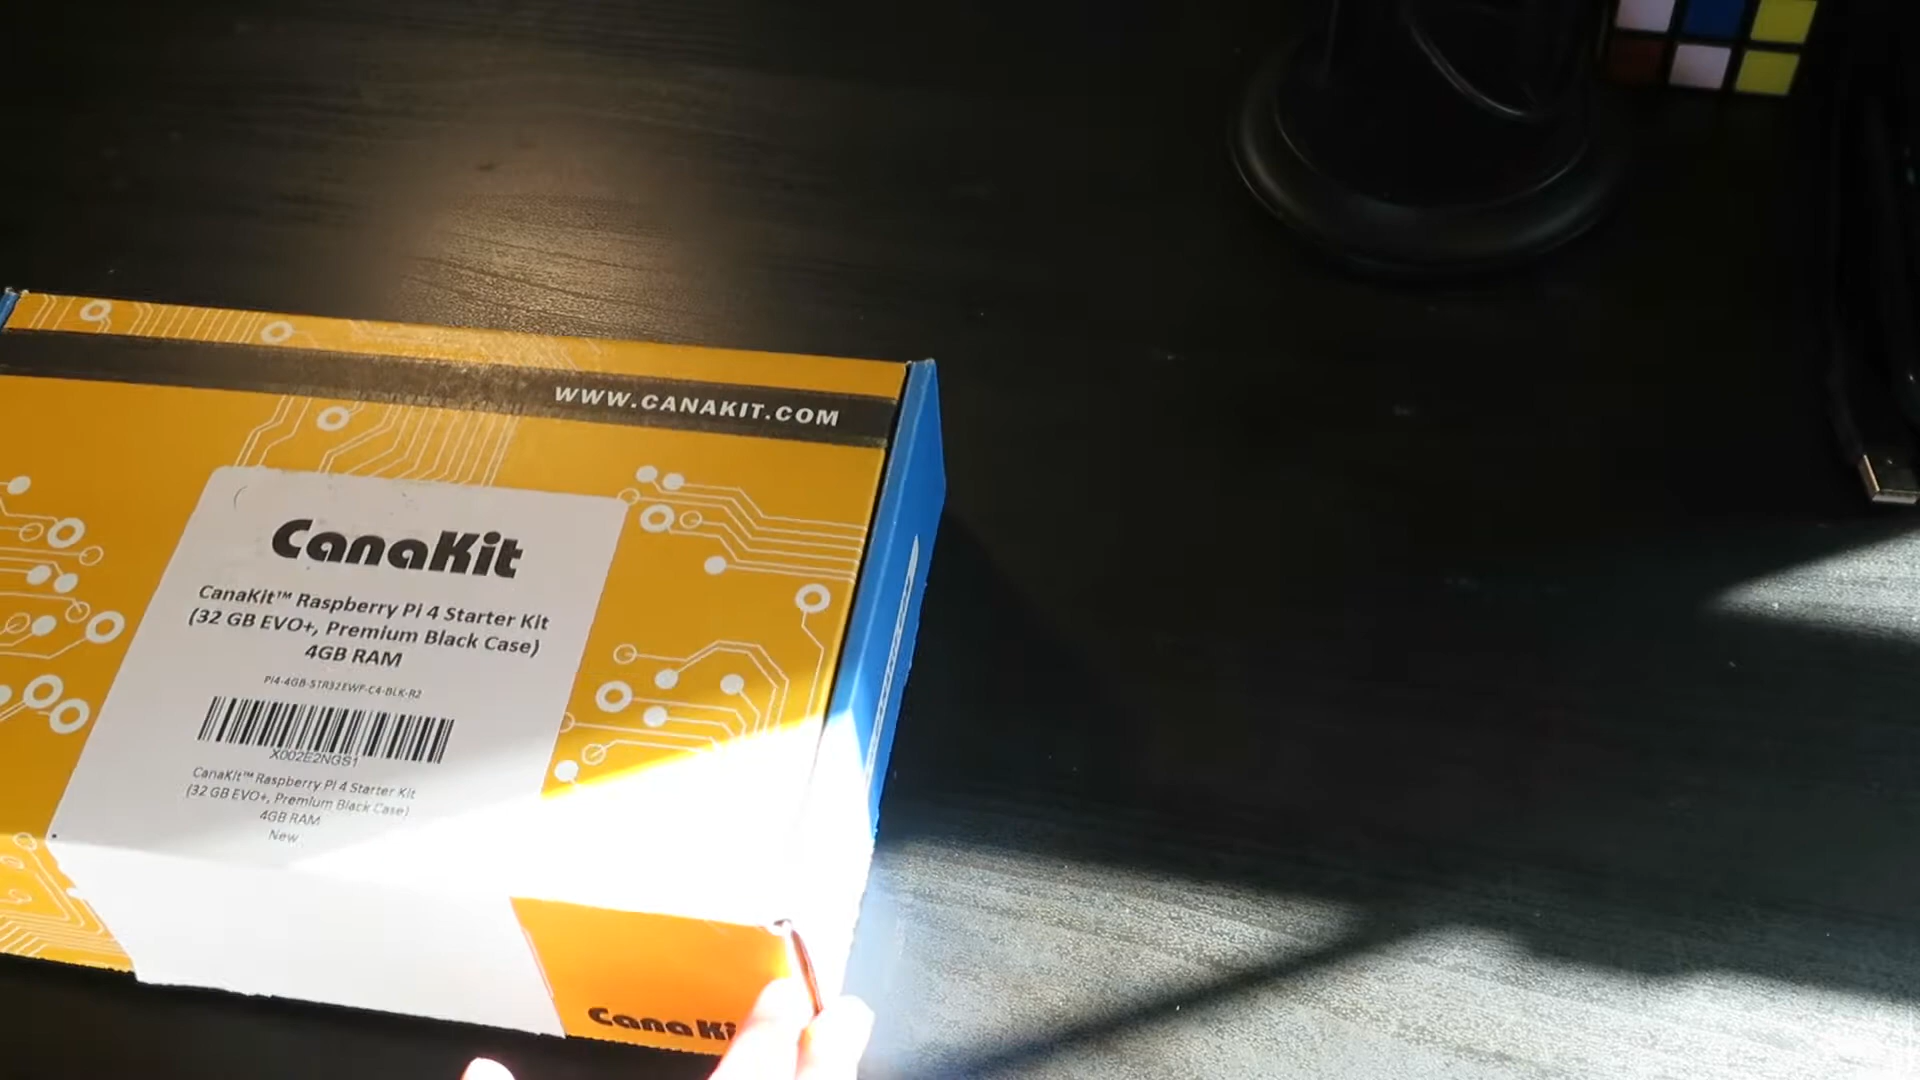 WWW.CANAKIT.COM
CanaKit
CanaKit™ Raspberry Pi 4 Starter Kit
(32 GB EVO+, Premium Black Case)
4GB RAM
PI4-4GB-STR32EWF-C4-BLK-R2
X002E2NGS1
CanaKit™ Raspberry Pi 4 Starter Kit
(32 GB EVO+, Premium Black Case)
4GB RAM
New
CanaKi